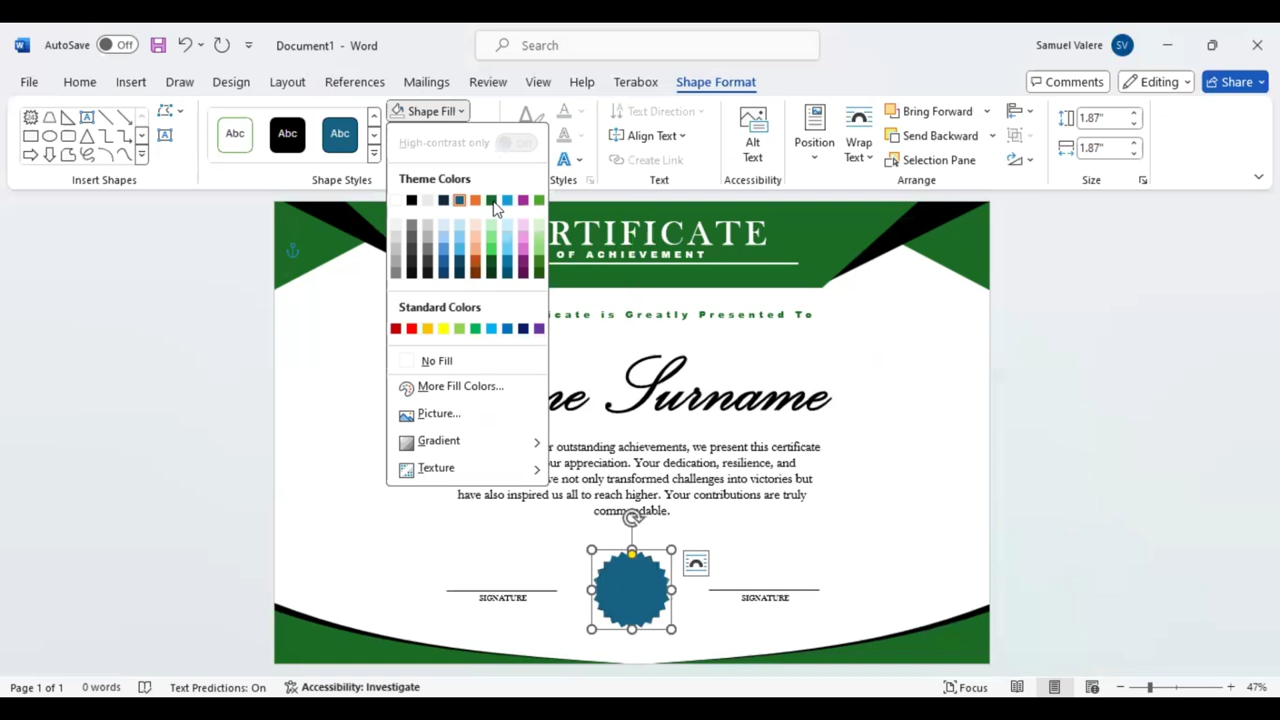 AutoSave Off Document1 - Word Search Samuel Valere SV
File Home Insert Draw Design Layout References Mailings Review View Help Terabox Shape Format Comments Editing Share
Abc Abc Abc
Shape Fill
Text Direction
Align Text
Create Link
Alt Text
Position
Wrap Text
Bring Forward
Send Backward
Selection Pane
1.87"
1.87"
Insert Shapes Shape Styles Styles Text Accessibility Arrange Size
High-contrast only Off
Theme Colors
Standard Colors
No Fill
More Fill Colors...
Picture...
Gradient
Texture
RTIFICATE
OF ACHIEVEMENT
cate is Greatly Presented To
me Surname
r outstanding achievements, we present this certificate
ur appreciation. Your dedication, resilience, and
ve not only transformed challenges into victories but
have also inspired us all to reach higher. Your contributions are truly
commendable.
SIGNATURE SIGNATURE
Page 1 of 1 0 words Text Predictions: On Accessibility: Investigate Focus 47%